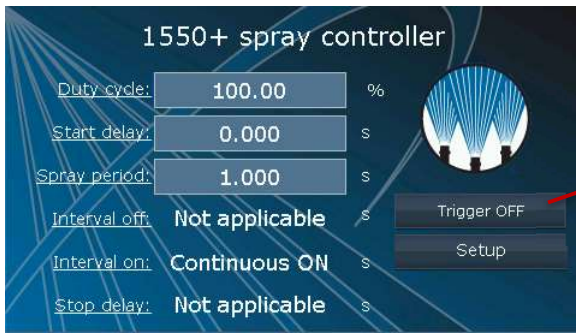 1550+ spray controller
Duty cycle: 100.00 %
Start delay: 0.000 s
Spray period: 1.000 s
Interval off: Not applicable s
Interval on: Continuous ON s
Stop delay: Not applicable s
Trigger OFF
Setup